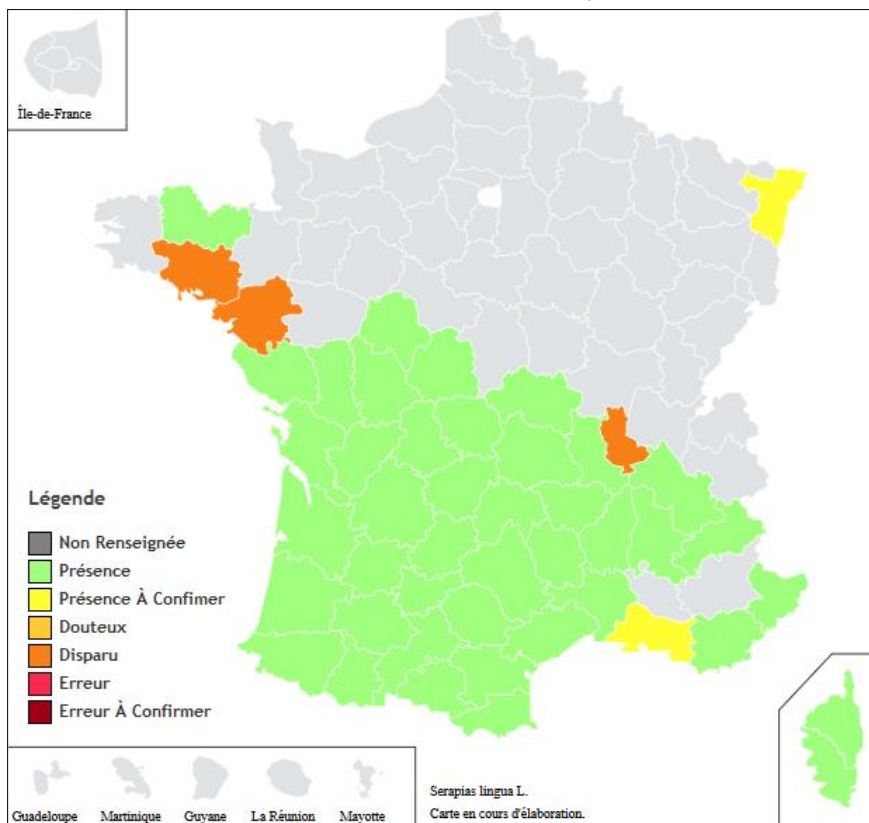 Île-de-France
Légende
Non Renseignée
Présence
Présence À Confimer
Douteux
Disparu
Erreur
Erreur À Confirmer
Guadeloupe Martinique Guyane La Réunion Mayotte
Serapias lingua L.
Carte en cours d'élaboration.